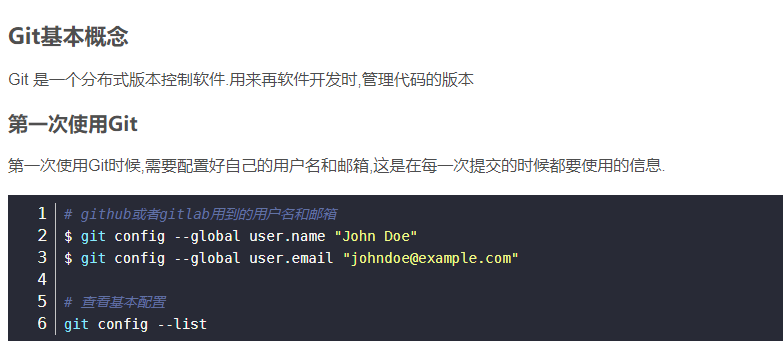 Git基本概念
Git 是一个分布式版本控制软件.用来再软件开发时,管理代码的版本
第一次使用Git
第一次使用Git时候,需要配置好自己的用户名和邮箱,这是在每一次提交的时候都要使用的信息.
1 # github或者gitlab用到的用户名和邮箱
2 $ git config --global user.name "John Doe"
3 $ git config --global user.email "johndoe@example.com"
4
5 # 查看基本配置
6 git config --list